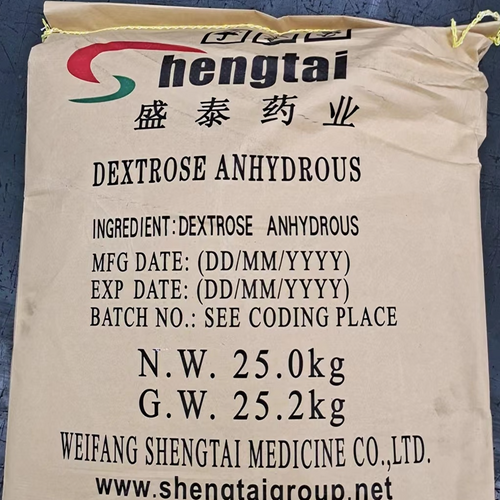 Shengtai
盛泰药业
DEXTROSE ANHYDROUS
INGREDIENT:DEXTROSE ANHYDROUS
MFG DATE: (DD/MM/YYYY)
EXP DATE: (DD/MM/YYYY)
BATCH NO.: SEE CODING PLACE
N.W. 25.0kg
G.W. 25.2kg
WEIFANG SHENGTAI MEDICINE CO.,LTD.
www.shengtaigroup.net